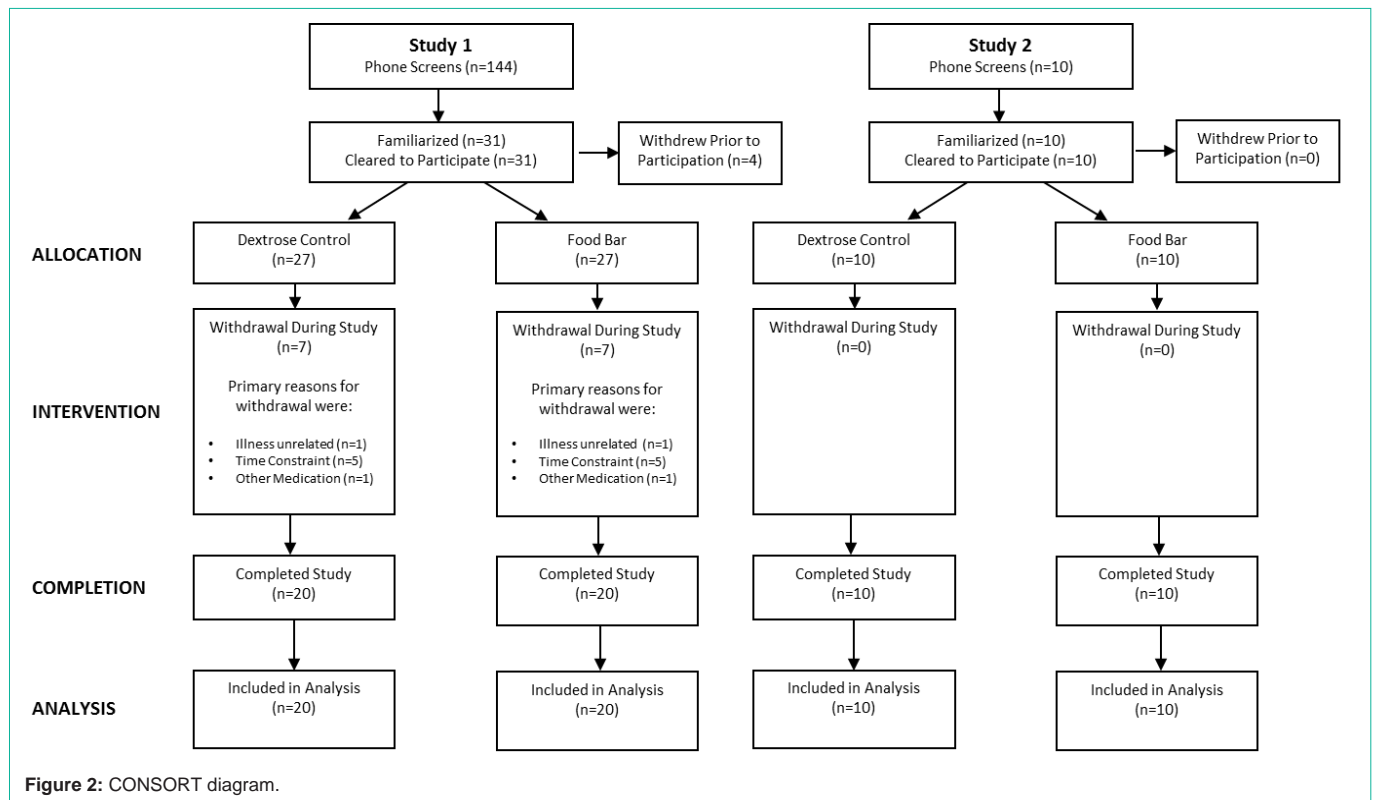 Study 1
Phone Screens (n=144)
Study 2
Phone Screens (n=10)
Familiarized (n=31)
Cleared to Participate (n=31)
Withdrew Prior to
Participation (n=4)
Familiarized (n=10)
Cleared to Participate (n=10)
Withdrew Prior to
Participation (n=0)
ALLOCATION
Dextrose Control
(n=27)
Food Bar
(n=27)
Dextrose Control
(n=10)
Food Bar
(n=10)
INTERVENTION
Withdrawal During Study
(n=7)
Primary reasons for
withdrawal were:
• Illness unrelated (n=1)
• Time Constraint (n=5)
• Other Medication (n=1)
Withdrawal During Study
(n=7)
Primary reasons for
withdrawal were:
• Illness unrelated (n=1)
• Time Constraint (n=5)
• Other Medication (n=1)
Withdrawal During Study
(n=0)
Withdrawal During Study
(n=0)
COMPLETION
Completed Study
(n=20)
Completed Study
(n=20)
Completed Study
(n=10)
Completed Study
(n=10)
ANALYSIS
Included in Analysis
(n=20)
Included in Analysis
(n=20)
Included in Analysis
(n=10)
Included in Analysis
(n=10)
Figure 2: CONSORT diagram.